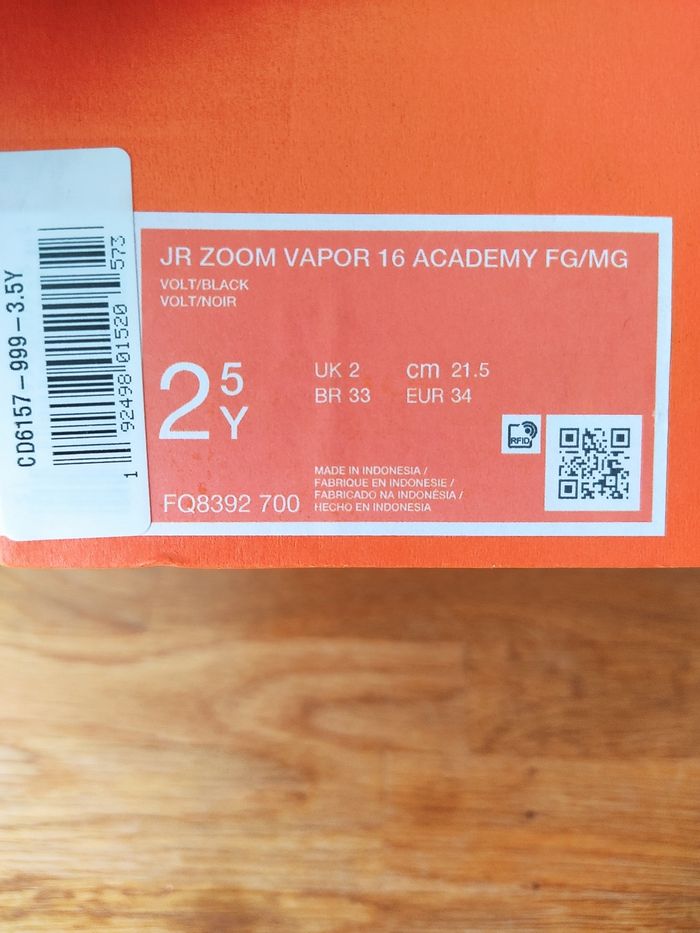 CD6157-999-3.5Y
1 92498 01520 573
JR ZOOM VAPOR 16 ACADEMY FG/MG
VOLT/BLACK
VOLT/NOIR
2 5 Y
UK 2 cm 21.5
BR 33 EUR 34
RFID
MADE IN INDONESIA /
FABRIQUE EN INDONESIE /
FABRICADO NA INDONÉSIA /
HECHO EN INDONESIA
FQ8392 700